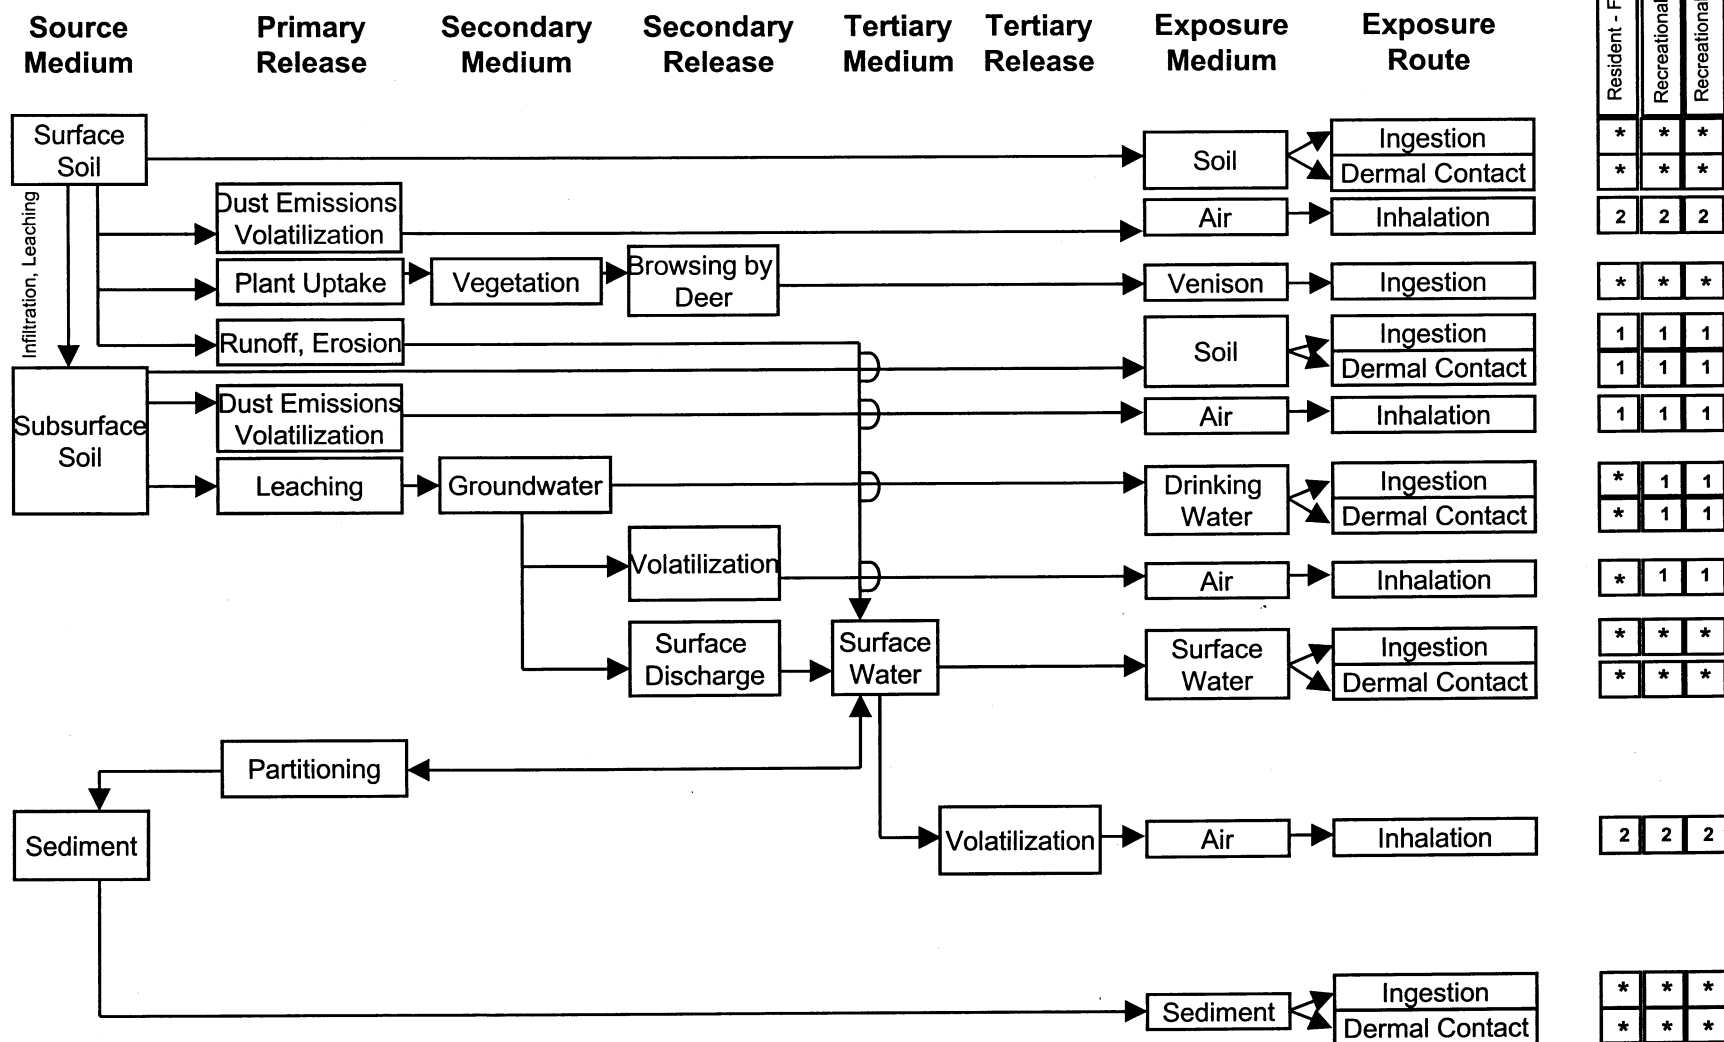 Source Medium
Primary Release
Secondary Medium
Secondary Release
Tertiary Medium
Tertiary Release
Exposure Medium
Exposure Route
Resident - F
Recreational
Recreational
Surface Soil
Soil
Ingestion * * *
Dermal Contact * * *
Infiltration, Leaching
Dust Emissions
Volatilization
Air
Inhalation 2 2 2
Plant Uptake
Vegetation
Browsing by
Deer
Venison
Ingestion * * *
Runoff, Erosion
Soil
Ingestion 1 1 1
Dermal Contact 1 1 1
Subsurface
Soil
Dust Emissions
Volatilization
Air
Inhalation 1 1 1
Leaching
Groundwater
Drinking
Water
Ingestion * 1 1
Dermal Contact * 1 1
Volatilization
Air
Inhalation * 1 1
Surface
Discharge
Surface
Water
Surface
Water
Ingestion * * *
Dermal Contact * * *
Partitioning
Sediment
Volatilization
Air
Inhalation 2 2 2
Sediment
Ingestion * * *
Dermal Contact * * *